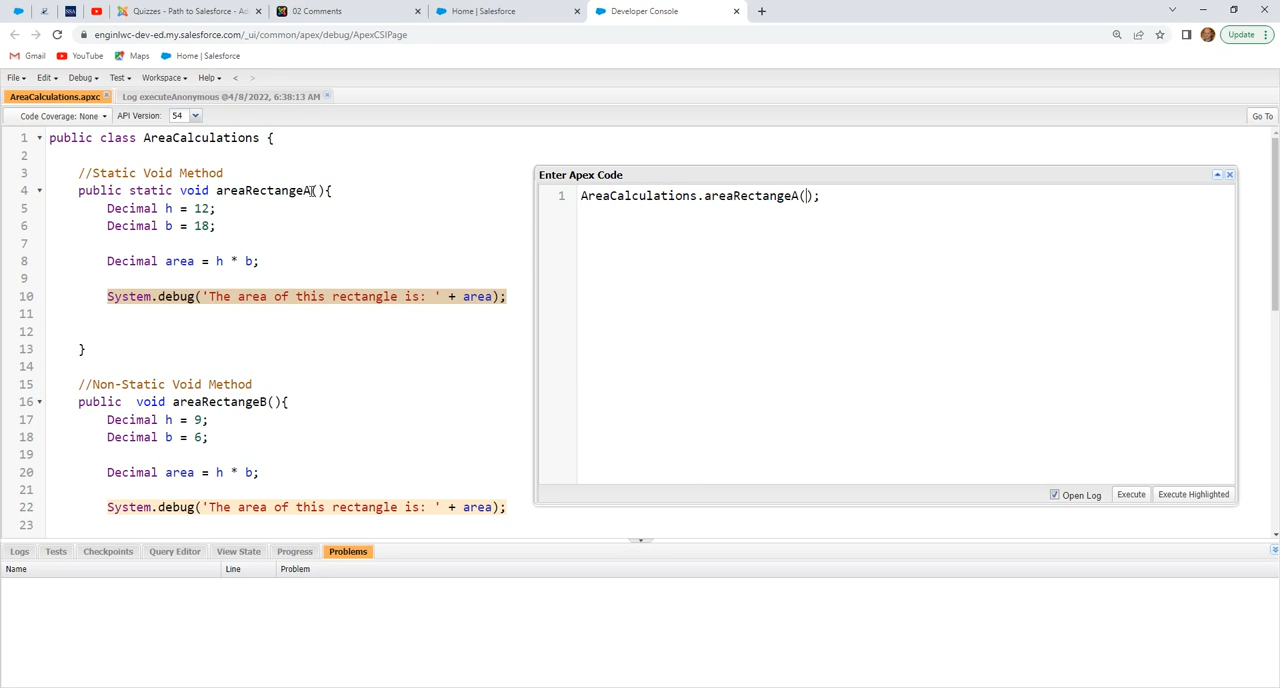 Quizzes - Path to Salesforce - Ad
02 Comments
Home | Salesforce
Developer Console
enginlwc-dev-ed.my.salesforce.com/_ui/common/apex/debug/ApexCSIPage
Update
Gmail YouTube Maps Home | Salesforce
File Edit Debug Test Workspace Help < >
AreaCalculations.apxc Log executeAnonymous @4/8/2022, 6:38:13 AM
Code Coverage: None API Version: 54 Go To
1 public class AreaCalculations {
2
3 //Static Void Method
4 public static void areaRectangeA(){
5 Decimal h = 12;
6 Decimal b = 18;
7
8 Decimal area = h * b;
9
10 System.debug('The area of this rectangle is: ' + area);
11
12
13 }
14
15 //Non-Static Void Method
16 public void areaRectangeB(){
17 Decimal h = 9;
18 Decimal b = 6;
19
20 Decimal area = h * b;
21
22 System.debug('The area of this rectangle is: ' + area);
23
Enter Apex Code
1 AreaCalculations.areaRectangeA();
Open Log Execute Execute Highlighted
Logs Tests Checkpoints Query Editor View State Progress Problems
Name Line Problem